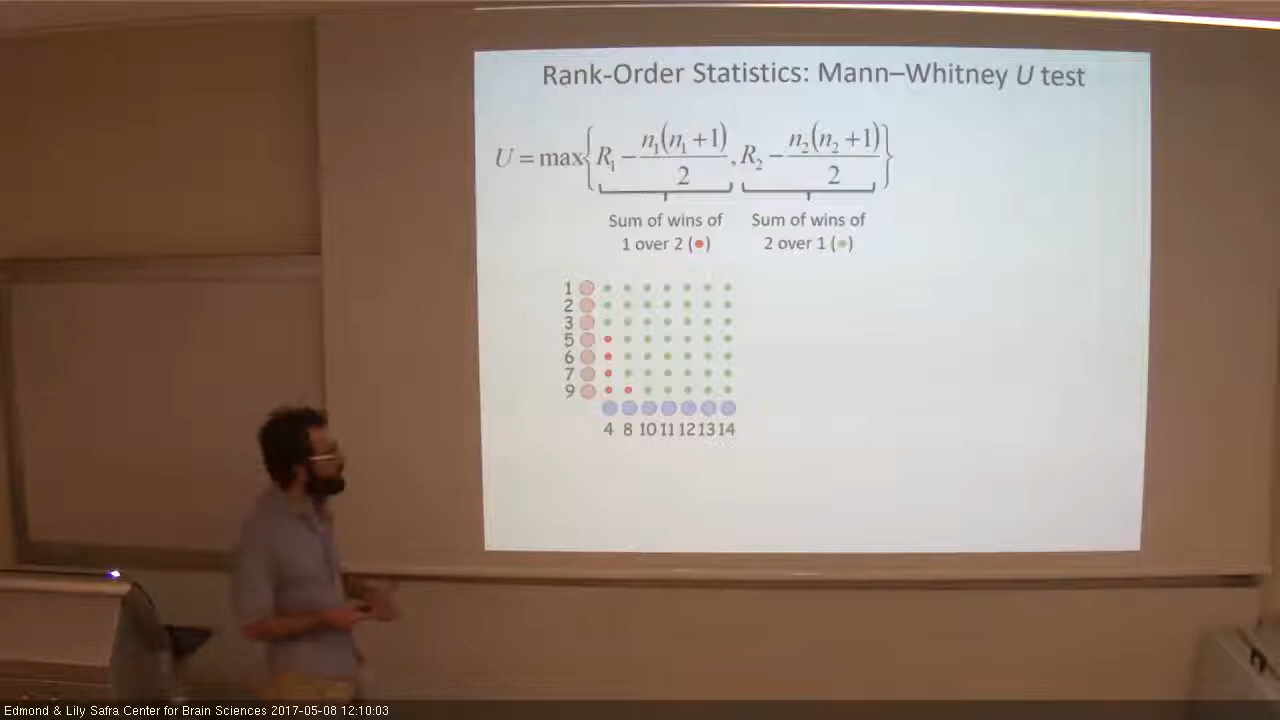 Rank-Order Statistics: Mann–Whitney U test
U = max{R₁ − n₁(n₁+1)/2, R₂ − n₂(n₂+1)/2}
Sum of wins of
1 over 2 (●)
Sum of wins of
2 over 1 (●)
1
2
3
5
6
7
9
4 8 10 11 12 13 14
Edmond & Lily Safra Center for Brain Sciences 2017-05-08 12:10:03